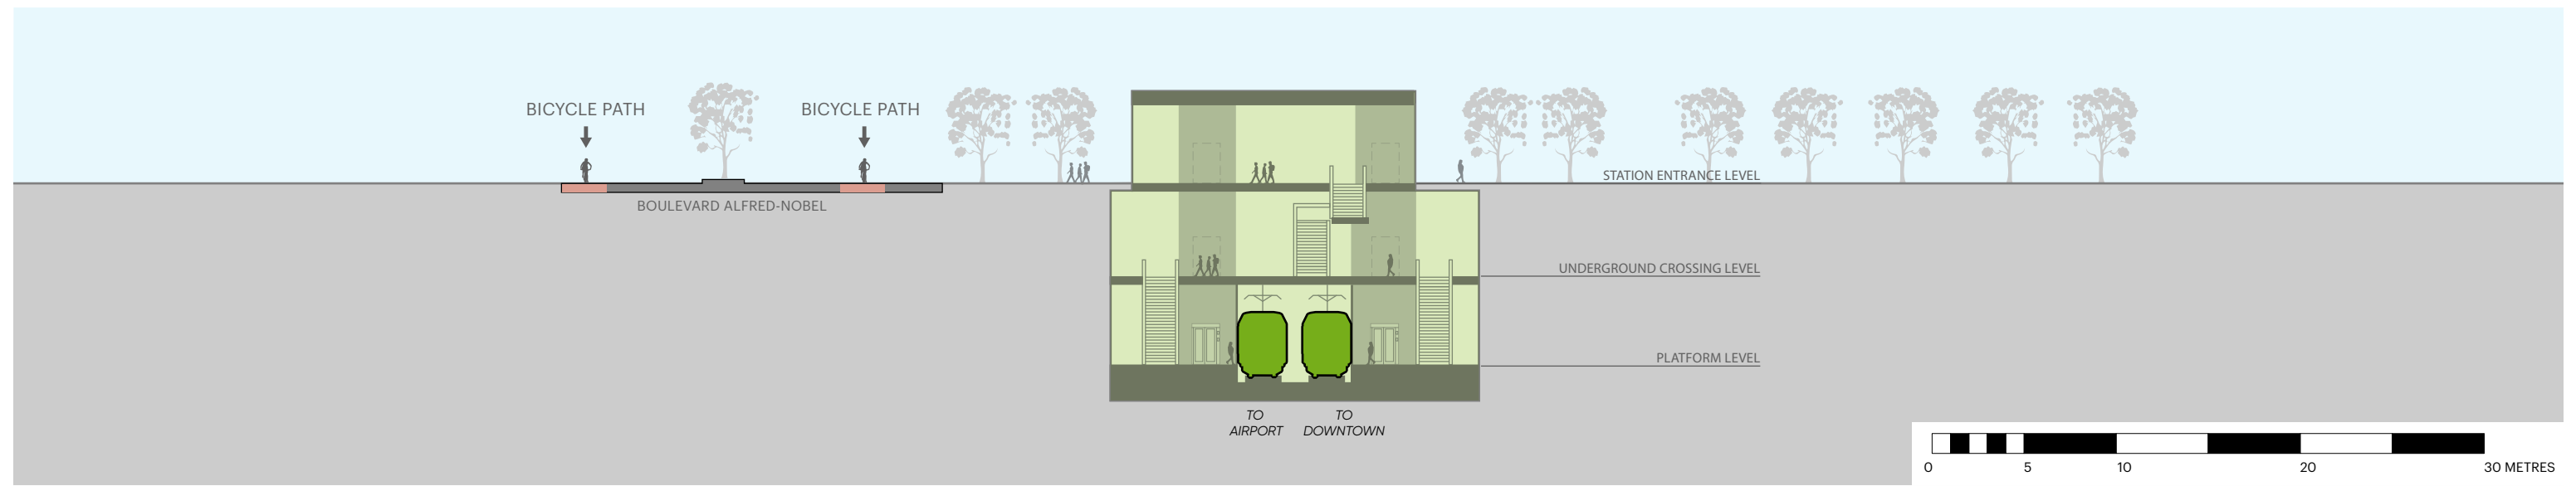 BICYCLE PATH
BICYCLE PATH
STATION ENTRANCE LEVEL
BOULEVARD ALFRED-NOBEL
UNDERGROUND CROSSING LEVEL
PLATFORM LEVEL
TO
AIRPORT
TO
DOWNTOWN
0 5 10 20 30 METRES